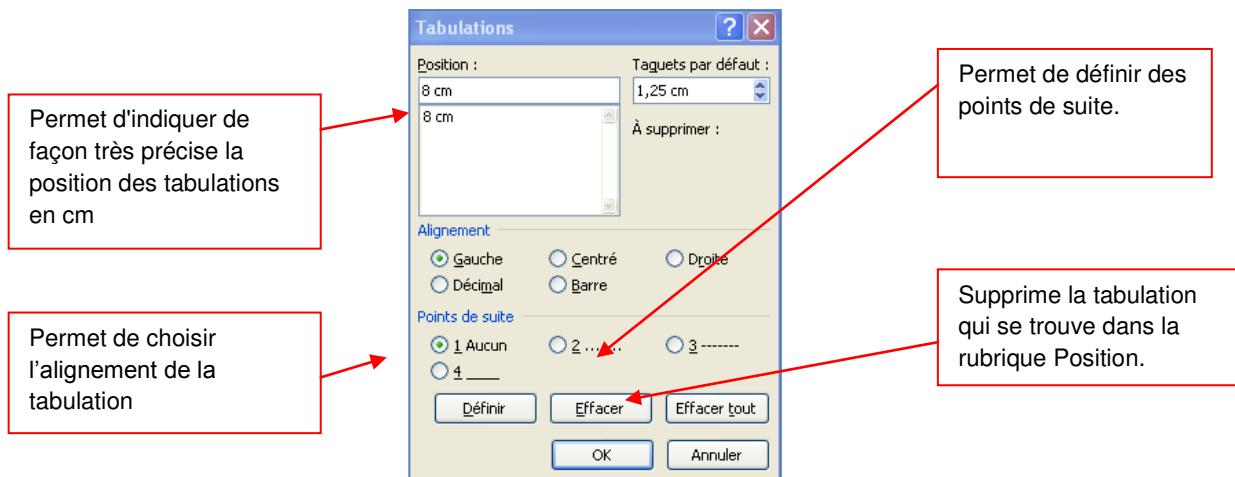 Tabulations
Position :
Taquets par défaut :
8 cm
1,25 cm
8 cm
À supprimer :
Alignement
Gauche
Centré
Droite
Décimal
Barre
Points de suite
1 Aucun
2 .......
3 -------
4 ____
Définir
Effacer
Effacer tout
OK
Annuler
Permet d'indiquer de
façon très précise la
position des tabulations
en cm
Permet de choisir
l’alignement de la
tabulation
Permet de définir des
points de suite.
Supprime la tabulation
qui se trouve dans la
rubrique Position.